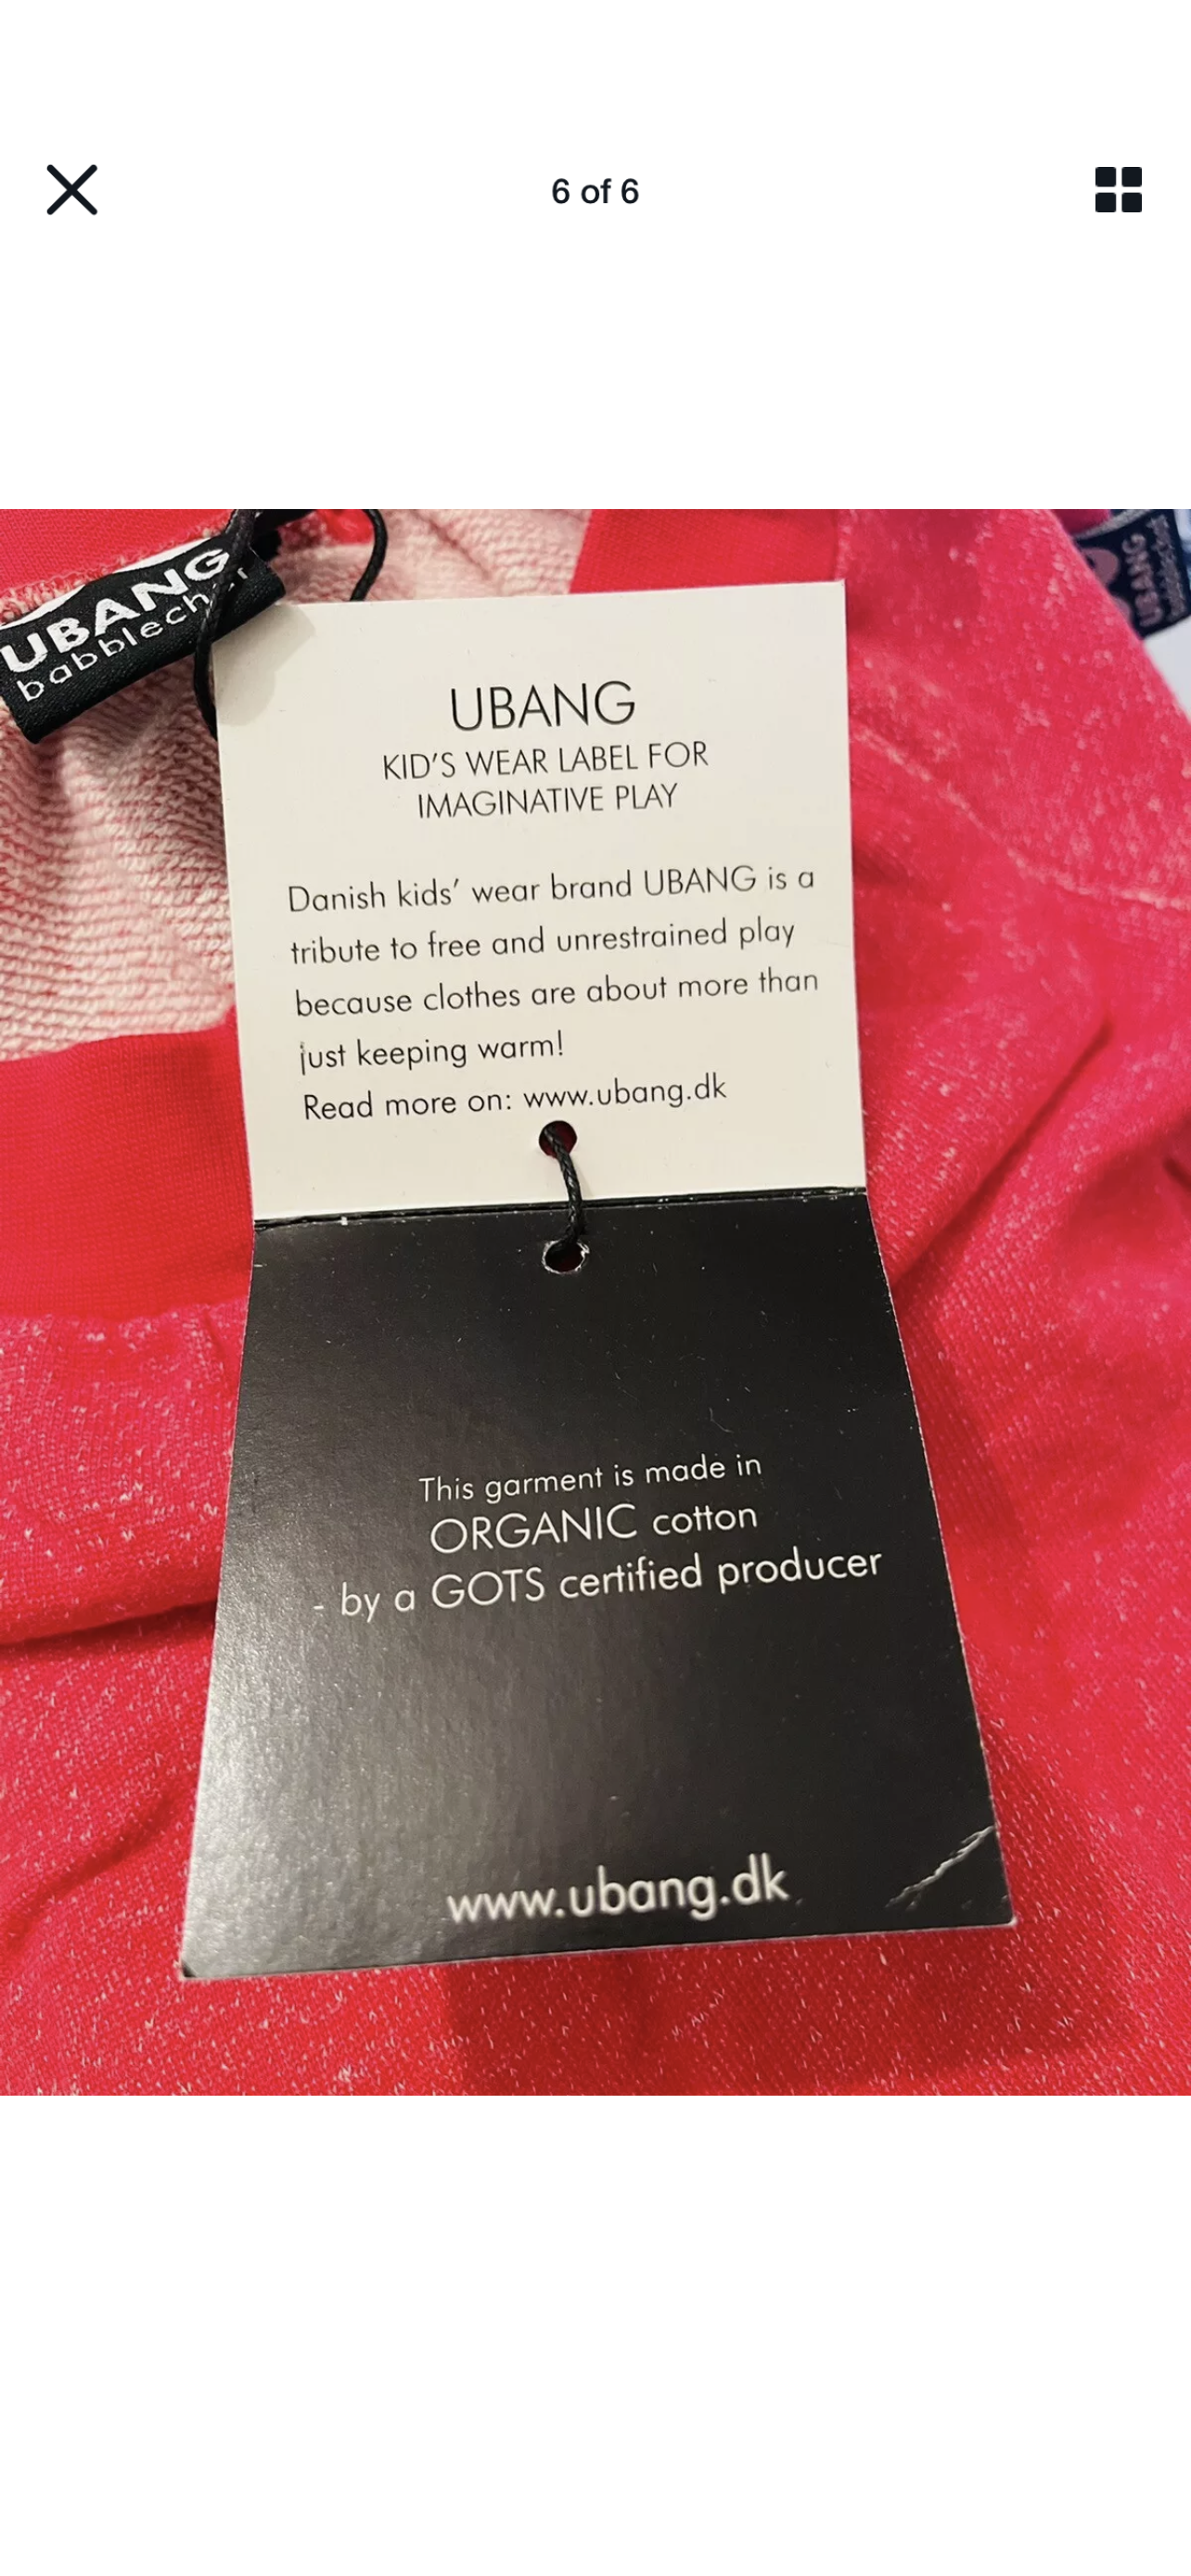 6 of 6
UBANG
UBANG
UBANG
KID'S WEAR LABEL FOR
IMAGINATIVE PLAY
Danish kids' wear brand UBANG is a
tribute to free and unrestrained play
because clothes are about more than
just keeping warm!
Read more on: www.ubang.dk
This garment is made in
ORGANIC cotton
- by a GOTS certified producer
www.ubang.dk